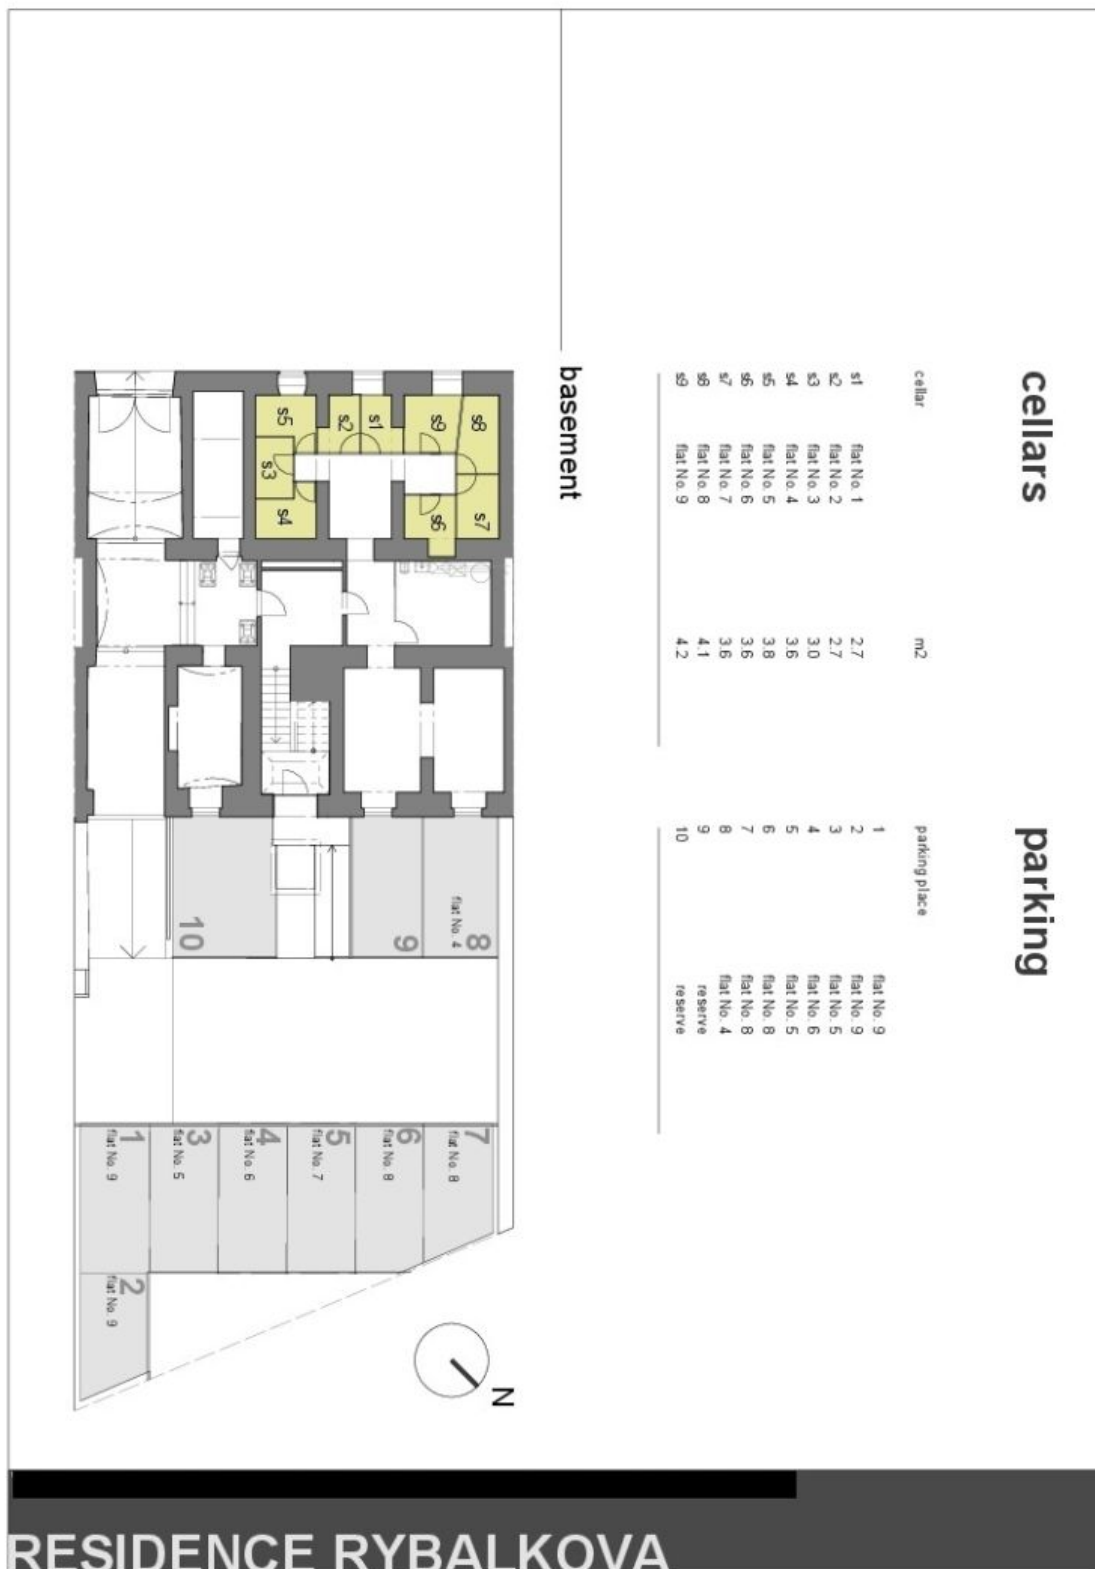 cellars
cellar m2
s1 flat No. 1 2.7
s2 flat No. 2 2.7
s3 flat No. 3 3.0
s4 flat No. 4 3.6
s5 flat No. 5 3.8
s6 flat No. 6 3.6
s7 flat No. 7 3.6
s8 flat No. 8 4.1
s9 flat No. 9 4.2
parking
parking place
1 flat No. 9
2 flat No. 9
3 flat No. 5
4 flat No. 6
5 flat No. 5
6 flat No. 8
7 flat No. 8
8 flat No. 4
9 reserve
10 reserve
basement
s8
s7
s9
s6
s1
s2
s5
s3
s4
8
flat No. 4
9
10
7
flat No. 8
6
flat No. 8
5
flat No. 7
4
flat No. 6
3
flat No. 5
1
flat No. 9
2
flat No. 9
N
RESIDENCE RYBALKOVA